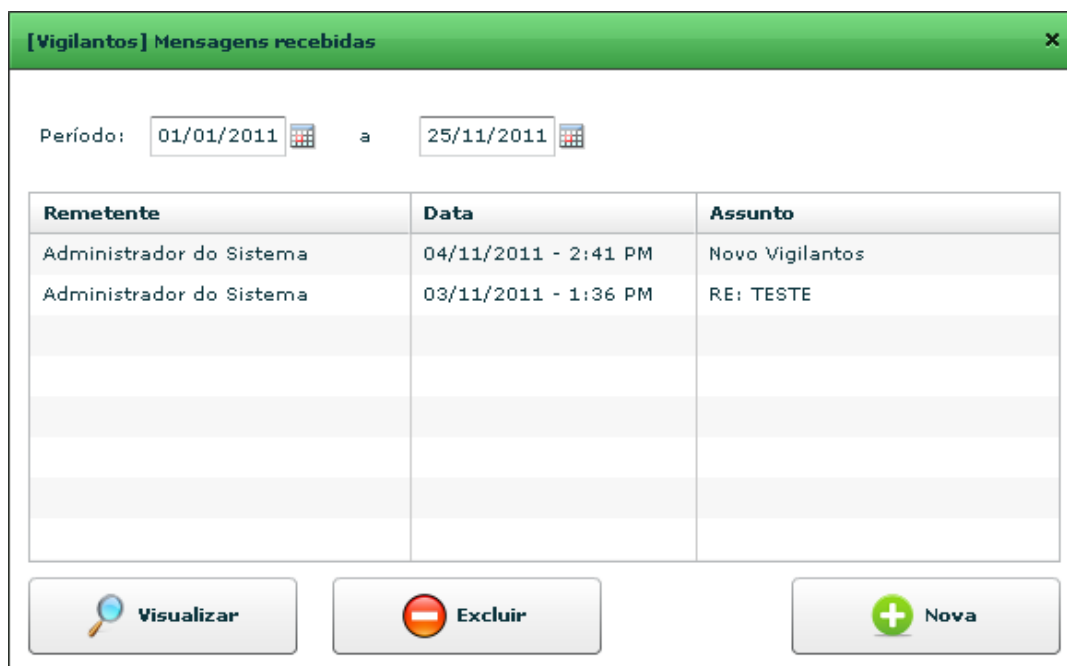 [Vigilantos] Mensagens recebidas x
Período: 01/01/2011 a 25/11/2011
Remetente Data Assunto
Administrador do Sistema 04/11/2011 - 2:41 PM Novo Vigilantos
Administrador do Sistema 03/11/2011 - 1:36 PM RE: TESTE
Visualizar Excluir Nova